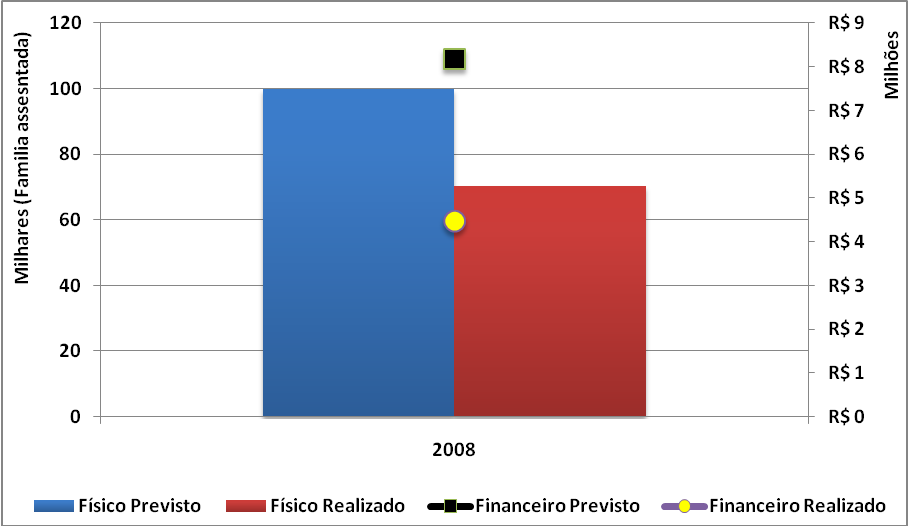 120
100
80
60
40
20
0
Milhares (Familia assesntada)
R$ 9
R$ 8
R$ 7
R$ 6
R$ 5
R$ 4
R$ 3
R$ 2
R$ 1
R$ 0
Milhões
2008
Físico Previsto
Físico Realizado
Financeiro Previsto
Financeiro Realizado